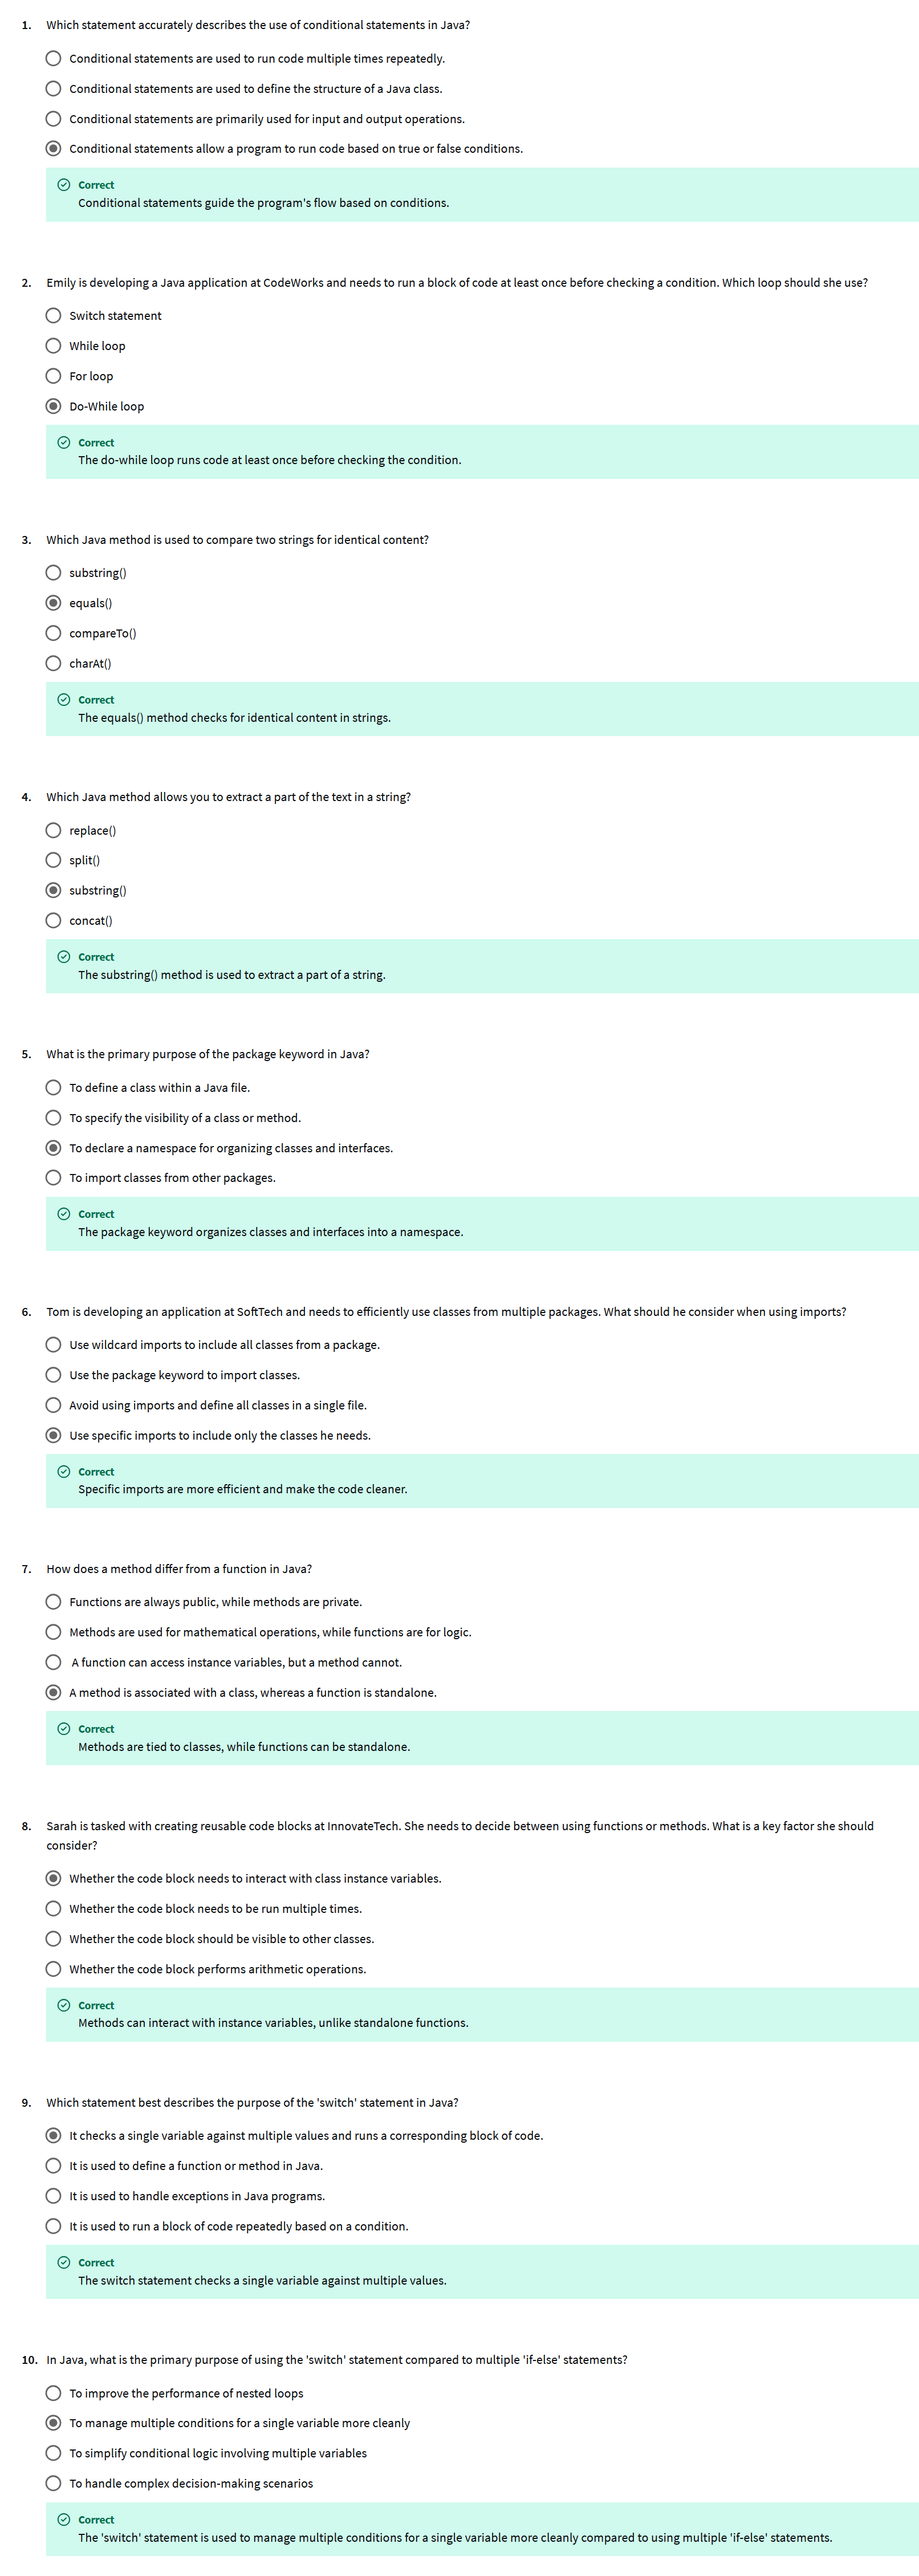 1. Which statement accurately describes the use of conditional statements in Java?
Conditional statements are used to run code multiple times repeatedly.
Conditional statements are used to define the structure of a Java class.
Conditional statements are primarily used for input and output operations.
Conditional statements allow a program to run code based on true or false conditions.
Correct
Conditional statements guide the program's flow based on conditions.
2. Emily is developing a Java application at CodeWorks and needs to run a block of code at least once before checking a condition. Which loop should she use?
Switch statement
While loop
For loop
Do-While loop
Correct
The do-while loop runs code at least once before checking the condition.
3. Which Java method is used to compare two strings for identical content?
substring()
equals()
compareTo()
charAt()
Correct
The equals() method checks for identical content in strings.
4. Which Java method allows you to extract a part of the text in a string?
replace()
split()
substring()
concat()
Correct
The substring() method is used to extract a part of a string.
5. What is the primary purpose of the package keyword in Java?
To define a class within a Java file.
To specify the visibility of a class or method.
To declare a namespace for organizing classes and interfaces.
To import classes from other packages.
Correct
The package keyword organizes classes and interfaces into a namespace.
6. Tom is developing an application at SoftTech and needs to efficiently use classes from multiple packages. What should he consider when using imports?
Use wildcard imports to include all classes from a package.
Use the package keyword to import classes.
Avoid using imports and define all classes in a single file.
Use specific imports to include only the classes he needs.
Correct
Specific imports are more efficient and make the code cleaner.
7. How does a method differ from a function in Java?
Functions are always public, while methods are private.
Methods are used for mathematical operations, while functions are for logic.
A function can access instance variables, but a method cannot.
A method is associated with a class, whereas a function is standalone.
Correct
Methods are tied to classes, while functions can be standalone.
8. Sarah is tasked with creating reusable code blocks at InnovateTech. She needs to decide between using functions or methods. What is a key factor she should
consider?
Whether the code block needs to interact with class instance variables.
Whether the code block needs to be run multiple times.
Whether the code block should be visible to other classes.
Whether the code block performs arithmetic operations.
Correct
Methods can interact with instance variables, unlike standalone functions.
9. Which statement best describes the purpose of the 'switch' statement in Java?
It checks a single variable against multiple values and runs a corresponding block of code.
It is used to define a function or method in Java.
It is used to handle exceptions in Java programs.
It is used to run a block of code repeatedly based on a condition.
Correct
The switch statement checks a single variable against multiple values.
10. In Java, what is the primary purpose of using the 'switch' statement compared to multiple 'if-else' statements?
To improve the performance of nested loops
To manage multiple conditions for a single variable more cleanly
To simplify conditional logic involving multiple variables
To handle complex decision-making scenarios
Correct
The 'switch' statement is used to manage multiple conditions for a single variable more cleanly compared to using multiple 'if-else' statements.